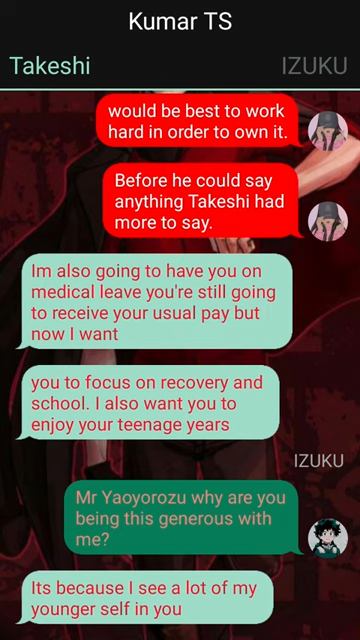 Kumar TS
Takeshi
IZUKU
would be best to work
hard in order to own it.
Before he could say
anything Takeshi had
more to say.
Im also going to have you on
medical leave you're still going
to receive your usual pay but
now I want
you to focus on recovery and
school. I also want you to
enjoy your teenage years
IZUKU
Mr Yaoyorozu why are you
being this generous with
me?
Its because I see a lot of my
younger self in you